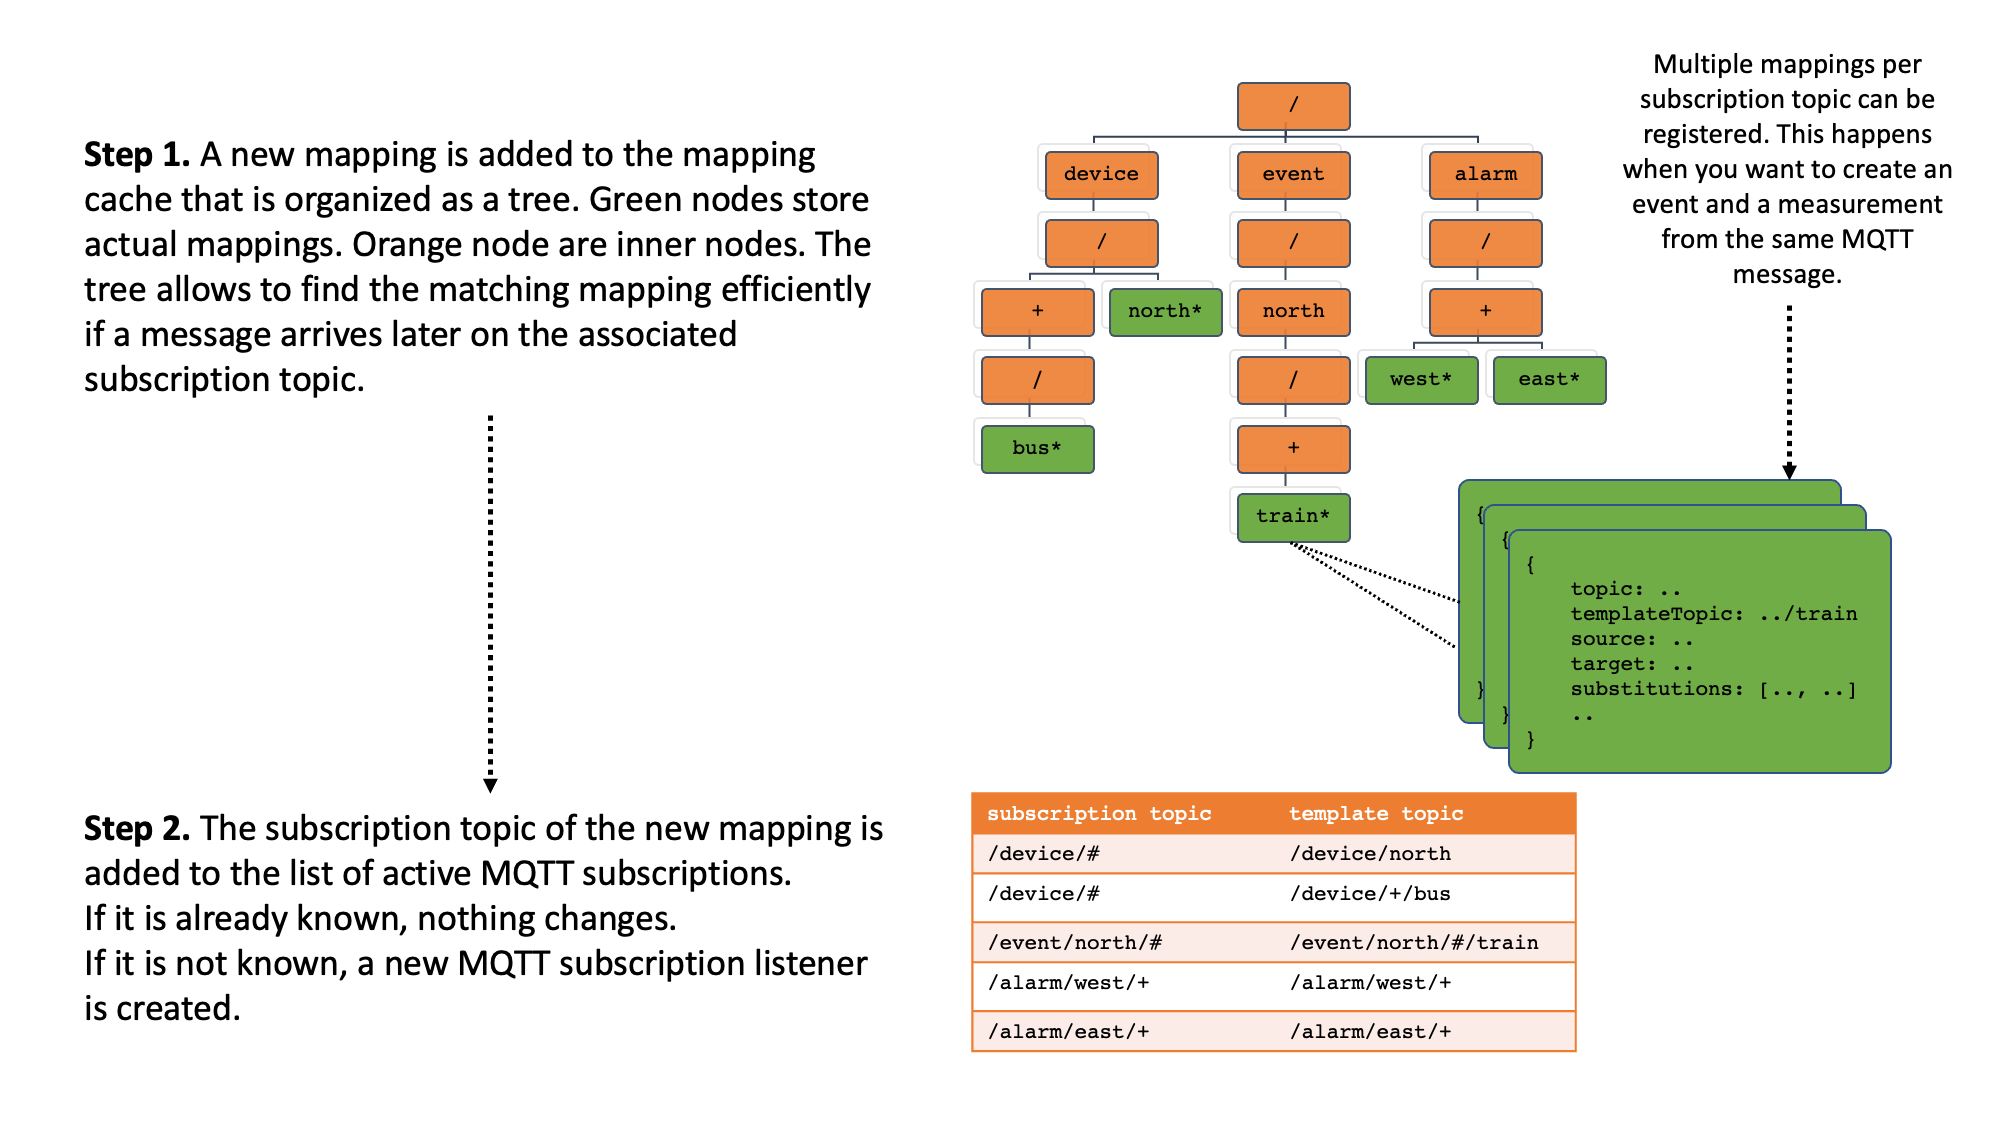 Step 1. A new mapping is added to the mapping
cache that is organized as a tree. Green nodes store
actual mappings. Orange node are inner nodes. The
tree allows to find the matching mapping efficiently
if a message arrives later on the associated
subscription topic.
Step 2. The subscription topic of the new mapping is
added to the list of active MQTT subscriptions.
If it is already known, nothing changes.
If it is not known, a new MQTT subscription listener
is created.
/
device event alarm
/ / /
+ north* north +
/ / west* east*
bus* +
train*
Multiple mappings per
subscription topic can be
registered. This happens
when you want to create an
event and a measurement
from the same MQTT
message.
{
{
{
topic: ..
templateTopic: ../train
source: ..
target: ..
substitutions: [.., ..]
..
}
}
}
subscription topic template topic
/device/# /device/north
/device/# /device/+/bus
/event/north/# /event/north/#/train
/alarm/west/+ /alarm/west/+
/alarm/east/+ /alarm/east/+